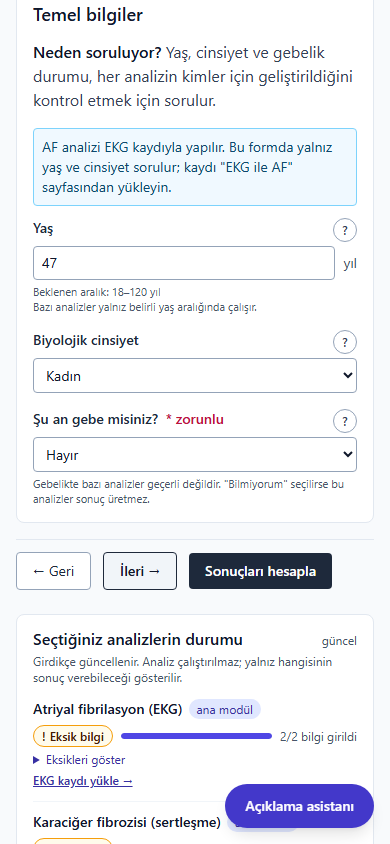 Temel bilgiler
Neden soruluyor? Yaş, cinsiyet ve gebelik
durumu, her analizin kimler için geliştirildiğini
kontrol etmek için sorulur.
AF analizi EKG kaydıyla yapılır. Bu formda yalnız
yaş ve cinsiyet sorulur; kaydı "EKG ile AF"
sayfasından yükleyin.
Yaş ?
47 yıl
Beklenen aralık: 18–120 yıl
Bazı analizler yalnız belirli yaş aralığında çalışır.
Biyolojik cinsiyet ?
Kadın
Şu an gebe misiniz? * zorunlu ?
Hayır
Gebelikte bazı analizler geçerli değildir. "Bilmiyorum" seçilirse bu
analizler sonuç üretmez.
← Geri İleri → Sonuçları hesapla
Seçtiğiniz analizlerin durumu güncel
Girdikçe güncellenir. Analiz çalıştırılmaz; yalnız hangisinin
sonuç verebileceği gösterilir.
Atriyal fibrilasyon (EKG) ana modül
! Eksik bilgi 2/2 bilgi girildi
▶ Eksikleri göster
EKG kaydı yükle →
Açıklama asistanı
Karaciğer fibrozisi (sertleşme)